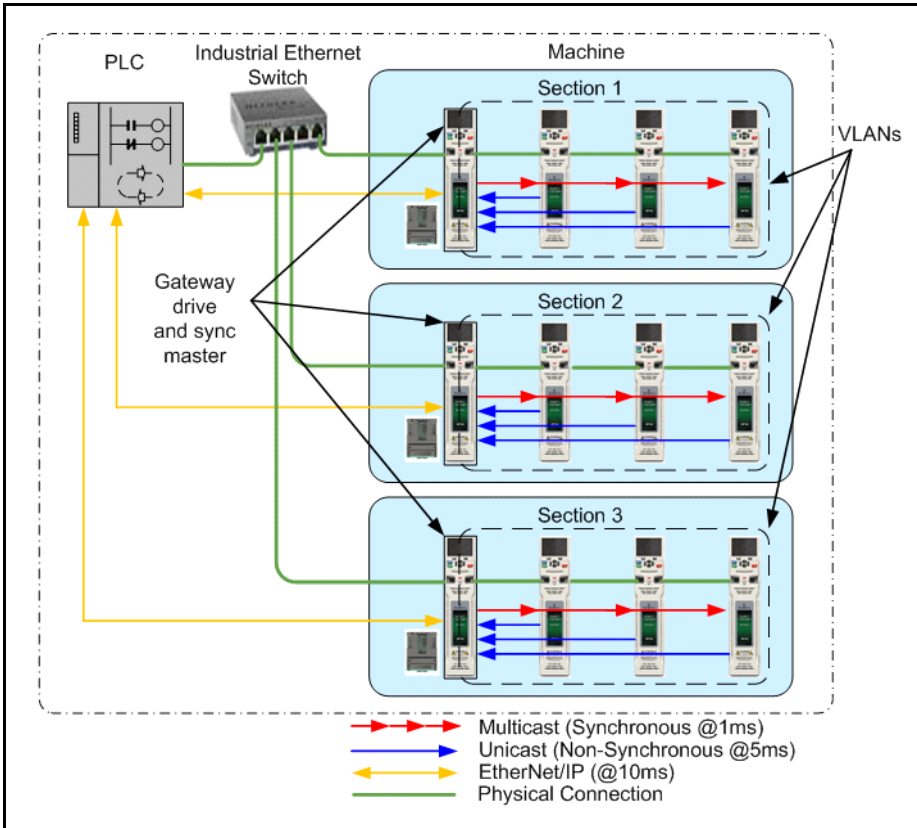 PLC
Industrial Ethernet
Switch
Machine
Section 1
VLANs
Gateway
drive
and sync
master
Section 2
Section 3
Multicast (Synchronous @1ms)
Unicast (Non-Synchronous @5ms)
EtherNet/IP (@10ms)
Physical Connection